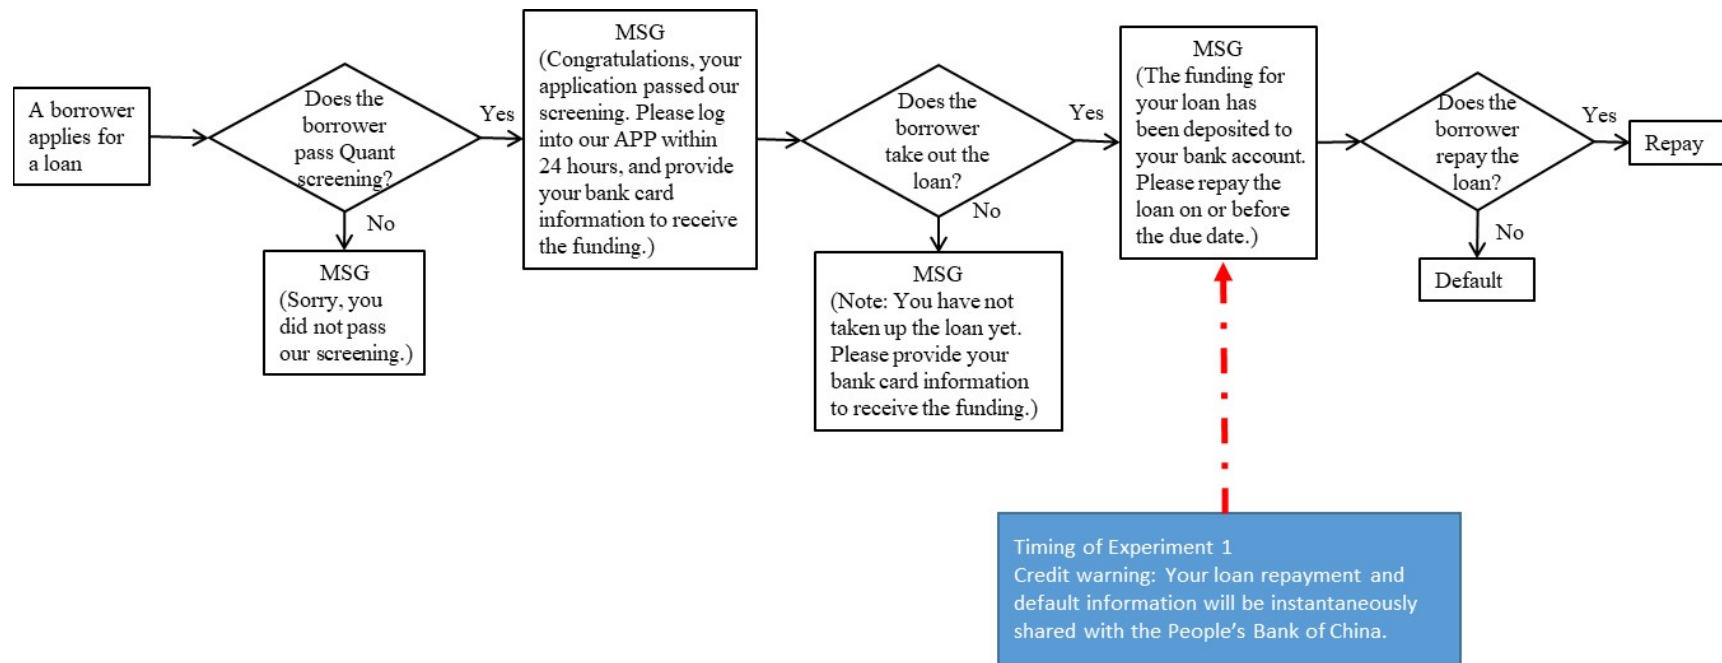 A borrower
applies for
a loan
Does the
borrower
pass Quant
screening?
Yes
No
MSG
(Sorry, you
did not pass
our screening.)
MSG
(Congratulations, your
application passed our
screening. Please log
into our APP within
24 hours, and provide
your bank card
information to receive
the funding.)
Does the
borrower
take out the
loan?
Yes
No
MSG
(Note: You have not
taken up the loan yet.
Please provide your
bank card information
to receive the funding.)
MSG
(The funding for
your loan has
been deposited to
your bank account.
Please repay the
loan on or before
the due date.)
Does the
borrower
repay the
loan?
Yes
Repay
No
Default
Timing of Experiment 1
Credit warning: Your loan repayment and
default information will be instantaneously
shared with the People’s Bank of China.